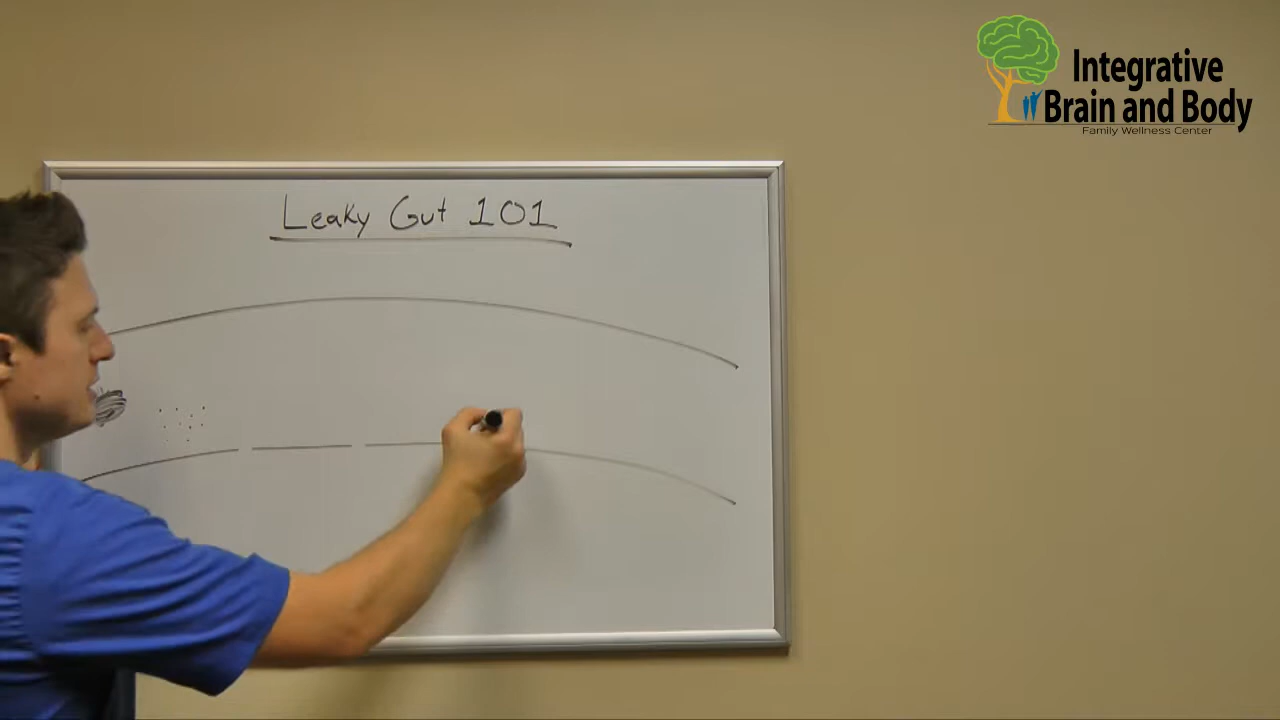 Integrative
Brain and Body
Family Wellness Center
Leaky Gut 101